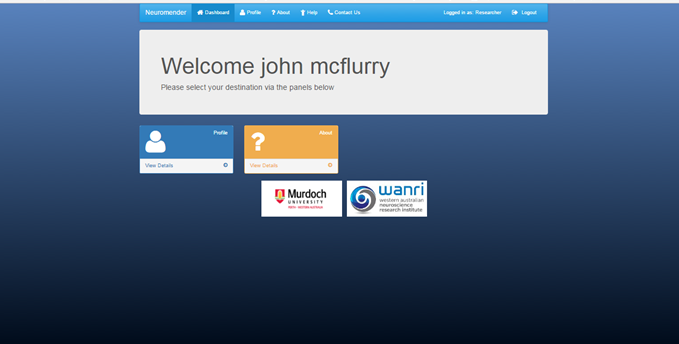 Neuromender Dashboard Profile ? About Help Contact Us Logged in as: Researcher Logout
Welcome john mcflurry
Please select your destination via the panels below
Profile
View Details
? About
View Details
Murdoch
UNIVERSITY
PERTH · WESTERN AUSTRALIA
wanri
western australian
neuroscience
research institute